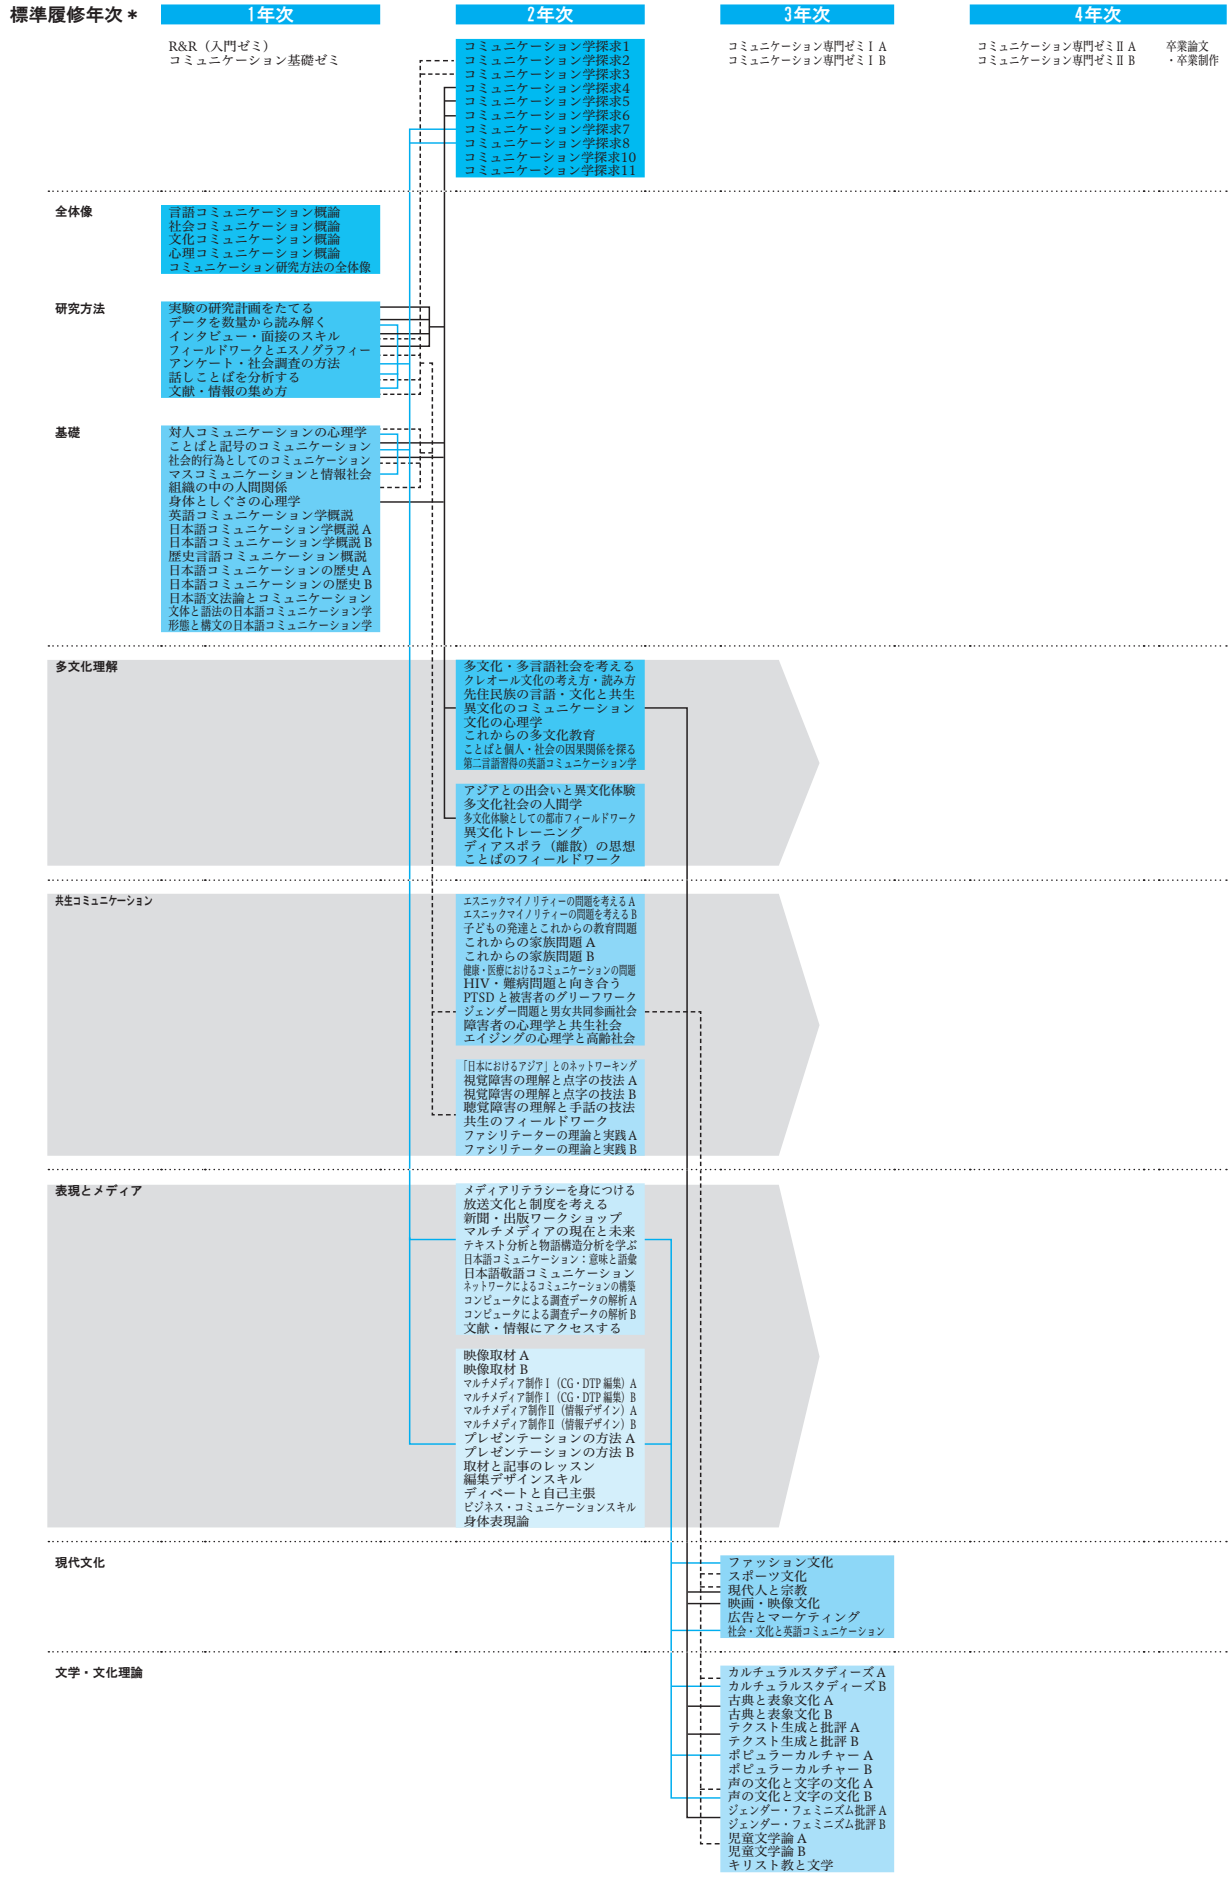 標準履修年次＊
1年次
2年次
3年次
4年次
R&R（入門ゼミ）
コミュニケーション基礎ゼミ
コミュニケーション学探求1
コミュニケーション学探求2
コミュニケーション学探求3
コミュニケーション学探求4
コミュニケーション学探求5
コミュニケーション学探求6
コミュニケーション学探求7
コミュニケーション学探求8
コミュニケーション学探求10
コミュニケーション学探求11
コミュニケーション専門ゼミⅠ A
コミュニケーション専門ゼミⅠ B
コミュニケーション専門ゼミⅡ A
コミュニケーション専門ゼミⅡ B
卒業論文
・卒業制作
全体像
言語コミュニケーション概論
社会コミュニケーション概論
文化コミュニケーション概論
心理コミュニケーション概論
コミュニケーション研究方法の全体像
研究方法
実験の研究計画をたてる
データを数量から読み解く
インタビュー・面接のスキル
フィールドワークとエスノグラフィー
アンケート・社会調査の方法
話しことばを分析する
文献・情報の集め方
基礎
対人コミュニケーションの心理学
ことばと記号のコミュニケーション
社会的行為としてのコミュニケーション
マスコミュニケーションと情報社会
組織の中の人間関係
身体としぐさの心理学
英語コミュニケーション学概説
日本語コミュニケーション学概説 A
日本語コミュニケーション学概説 B
歴史言語コミュニケーション概説
日本語コミュニケーションの歴史 A
日本語コミュニケーションの歴史 B
日本語文法論とコミュニケーション
文体と語法の日本語コミュニケーション学
形態と構文の日本語コミュニケーション学
多文化理解
多文化・多言語社会を考える
クレオール文化の考え方・読み方
先住民族の言語・文化と共生
異文化のコミュニケーション
文化の心理学
これからの多文化教育
ことばと個人・社会の因果関係を探る
第二言語習得の英語コミュニケーション学
アジアとの出会いと異文化体験
多文化社会の人間学
多文化体験としての都市フィールドワーク
異文化トレーニング
ディアスポラ（離散）の思想
ことばのフィールドワーク
共生コミュニケーション
エスニックマイノリティーの問題を考える A
エスニックマイノリティーの問題を考える B
子どもの発達とこれからの教育問題
これからの家族問題 A
これからの家族問題 B
健康・医療におけるコミュニケーションの問題
HIV・難病問題と向き合う
PTSD と被害者のグリーフワーク
ジェンダー問題と男女共同参画社会
障害者の心理学と共生社会
エイジングの心理学と高齢社会
「日本におけるアジア」とのネットワーキング
視覚障害の理解と点字の技法 A
視覚障害の理解と点字の技法 B
聴覚障害の理解と手話の技法
共生のフィールドワーク
ファシリテーターの理論と実践 A
ファシリテーターの理論と実践 B
表現とメディア
メディアリテラシーを身につける
放送文化と制度を考える
新聞・出版ワークショップ
マルチメディアの現在と未来
テキスト分析と物語構造分析を学ぶ
日本語コミュニケーション：意味と語彙
日本語敬語コミュニケーション
ネットワークによるコミュニケーションの構築
コンピュータによる調査データの解析 A
コンピュータによる調査データの解析 B
文献・情報にアクセスする
映像取材 A
映像取材 B
マルチメディア制作Ⅰ（CG・DTP 編集）A
マルチメディア制作Ⅰ（CG・DTP 編集）B
マルチメディア制作Ⅱ（情報デザイン）A
マルチメディア制作Ⅱ（情報デザイン）B
プレゼンテーションの方法 A
プレゼンテーションの方法 B
取材と記事のレッスン
編集デザインスキル
ディベートと自己主張
ビジネス・コミュニケーションスキル
身体表現論
現代文化
ファッション文化
スポーツ文化
現代人と宗教
映画・映像文化
広告とマーケティング
社会・文化と英語コミュニケーション
文学・文化理論
カルチュラルスタディーズ A
カルチュラルスタディーズ B
古典と表象文化 A
古典と表象文化 B
テクスト生成と批評 A
テクスト生成と批評 B
ポピュラーカルチャー A
ポピュラーカルチャー B
声の文化と文字の文化 A
声の文化と文字の文化 B
ジェンダー・フェミニズム批評 A
ジェンダー・フェミニズム批評 B
児童文学論 A
児童文学論 B
キリスト教と文学